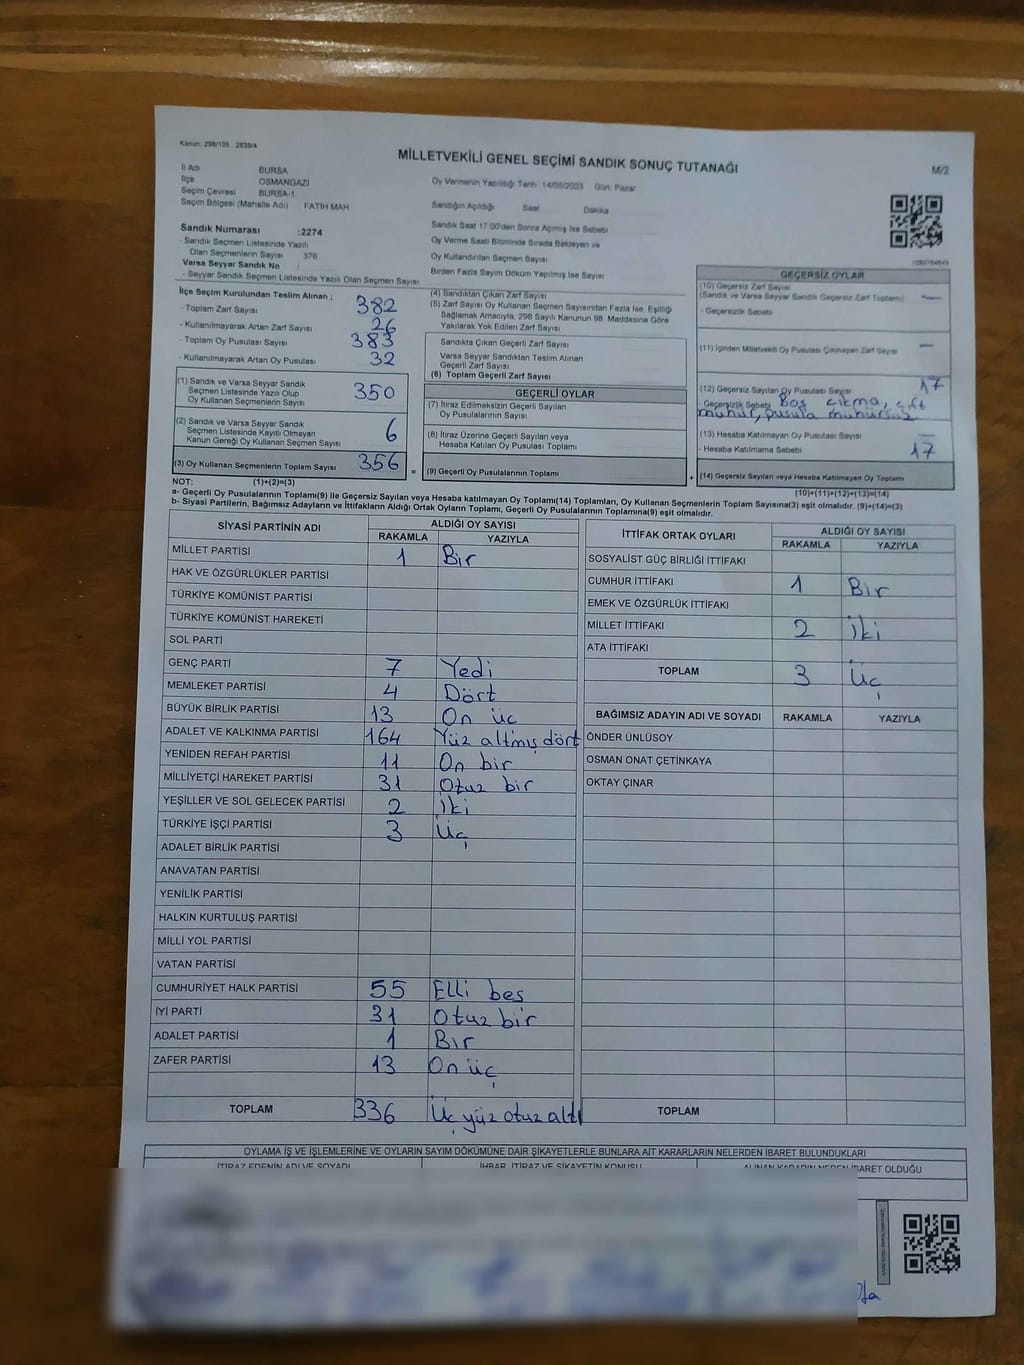 Kanun: 298/105 , 2839/4
MİLLETVEKİLİ GENEL SEÇİMİ SANDIK SONUÇ TUTANAĞI
M/2
İl Adı BURSA
İlçe OSMANGAZİ
Seçim Çevresi BURSA-1
Seçim Bölgesi (Mahalle Adı) FATİH MAH
Sandık Numarası :2274
- Sandık Seçmen Listesinde Yazılı
Olan Seçmenlerin Sayısı 376
Varsa Seyyar Sandık No
- Seyyar Sandık Seçmen Listesinde Yazılı Olan Seçmen Sayısı
Oy Vermenin Yapıldığı Tarih :14/05/2023 Gün: Pazar
Sandığın Açıldığı Saat Dakika
Sandık Saat 17:00'den Sonra Açılmış İse Sebebi
Oy Verme Saati Bitiminde Sırada Bekleyen ve
Oy Kullandırılan Seçmen Sayısı
Birden Fazla Sayım Döküm Yapılmış İse Sayısı
İlçe Seçim Kurulundan Teslim Alınan ;
- Toplam Zarf Sayısı 382
- Kullanılmayarak Artan Zarf Sayısı 26
- Toplam Oy Pusulası Sayısı 383
- Kullanılmayarak Artan Oy Pusulası 32
(1) Sandık ve Varsa Seyyar Sandık
Seçmen Listesinde Yazılı Olup
Oy Kullanan Seçmenlerin Sayısı 350
(2) Sandık ve Varsa Seyyar Sandık
Seçmen Listesinde Kayıtlı Olmayan
Kanun Gereği Oy Kullanan Seçmen Sayısı 6
(3) Oy Kullanan Seçmenlerin Toplam Sayısı 356 =
(4) Sandıktan Çıkan Zarf Sayısı
(5) Zarf Sayısı Oy Kullanan Seçmen Sayısından Fazla İse, Eşitliği
Sağlamak Amacıyla, 298 Sayılı Kanunun 98. Maddesine Göre
Yakılarak Yok Edilen Zarf Sayısı
Sandıkta Çıkan Geçerli Zarf Sayısı
Varsa Seyyar Sandıktan Teslim Alınan
Geçerli Zarf Sayısı
(6) Toplam Geçerli Zarf Sayısı
GEÇERLİ OYLAR
(7) İtiraz Edilmeksizin Geçerli Sayılan
Oy Pusulalarının Sayısı
(8) İtiraz Üzerine Geçerli Sayılan veya
Hesaba Katılan Oy Pusulası Toplamı
(9) Geçerli Oy Pusulalarının Toplamı +
GEÇERSİZ OYLAR
(10) Geçersiz Zarf Sayısı
(Sandık ve Varsa Seyyar Sandık Geçersiz Zarf Toplamı) —
- Geçersizlik Sebebi
(11) İçinden Milletvekili Oy Pusulası Çıkmayan Zarf Sayısı —
(12) Geçersiz Sayılan Oy Pusulası Sayısı 17
- Geçersizlik Sebebi Boş çıkma, çift
mühür, pusula mühürsüz
(13) Hesaba Katılmayan Oy Pusulası Sayısı —
- Hesaba Katılmama Sebebi 17
(14) Geçersiz Sayılan veya Hesaba Katılmayan Oy Toplamı
NOT: (1)+(2)=(3) (10)+(11)+(12)+(13)=(14)
a- Geçerli Oy Pusulalarının Toplamı(9) ile Geçersiz Sayılan veya Hesaba katılmayan Oy Toplamı(14) Toplamları, Oy Kullanan Seçmenlerin Toplam Sayısına(3) eşit olmalıdır. (9)+(14)=(3)
b- Siyasi Partilerin, Bağımsız Adayların ve İttifakların Aldığı Ortak Oyların Toplamı, Geçerli Oy Pusulalarının Toplamına(9) eşit olmalıdır.
SİYASİ PARTİNİN ADI ALDIĞI OY SAYISI
RAKAMLA YAZIYLA
MİLLET PARTİSİ 1 Bir
HAK VE ÖZGÜRLÜKLER PARTİSİ
TÜRKİYE KOMÜNİST PARTİSİ
TÜRKİYE KOMÜNİST HAREKETİ
SOL PARTİ
GENÇ PARTİ 7 Yedi
MEMLEKET PARTİSİ 4 Dört
BÜYÜK BİRLİK PARTİSİ 13 On üç
ADALET VE KALKINMA PARTİSİ 164 Yüz altmış dört
YENİDEN REFAH PARTİSİ 11 On bir
MİLLİYETÇİ HAREKET PARTİSİ 31 Otuz bir
YEŞİLLER VE SOL GELECEK PARTİSİ 2 İki
TÜRKİYE İŞÇİ PARTİSİ 3 Üç
ADALET BİRLİK PARTİSİ
ANAVATAN PARTİSİ
YENİLİK PARTİSİ
HALKIN KURTULUŞ PARTİSİ
MİLLİ YOL PARTİSİ
VATAN PARTİSİ
CUMHURİYET HALK PARTİSİ 55 Elli beş
İYİ PARTİ 31 Otuz bir
ADALET PARTİSİ 1 Bir
ZAFER PARTİSİ 13 On üç
TOPLAM 336 Üç yüz otuz altı
İTTİFAK ORTAK OYLARI ALDIĞI OY SAYISI
RAKAMLA YAZIYLA
SOSYALİST GÜÇ BİRLİĞİ İTTİFAKI
CUMHUR İTTİFAKI 1 Bir
EMEK VE ÖZGÜRLÜK İTTİFAKI
MİLLET İTTİFAKI 2 İki
ATA İTTİFAKI
TOPLAM 3 Üç
BAĞIMSIZ ADAYIN ADI VE SOYADI RAKAMLA YAZIYLA
ÖNDER ÜNLÜSOY
OSMAN ONAT ÇETİNKAYA
OKTAY ÇINAR
TOPLAM
OYLAMA İŞ VE İŞLEMLERİNE VE OYLARIN SAYIM DÖKÜMÜNE DAİR ŞİKAYETLERLE BUNLARA AİT KARARLARIN NELERDEN İBARET BULUNDUKLARI
İTİRAZ EDENİN ADI VE SOYADI İHBAR, İTİRAZ VE ŞİKAYETİN KONUSU ALINAN KARARIN NEDEN İBARET OLDUĞU